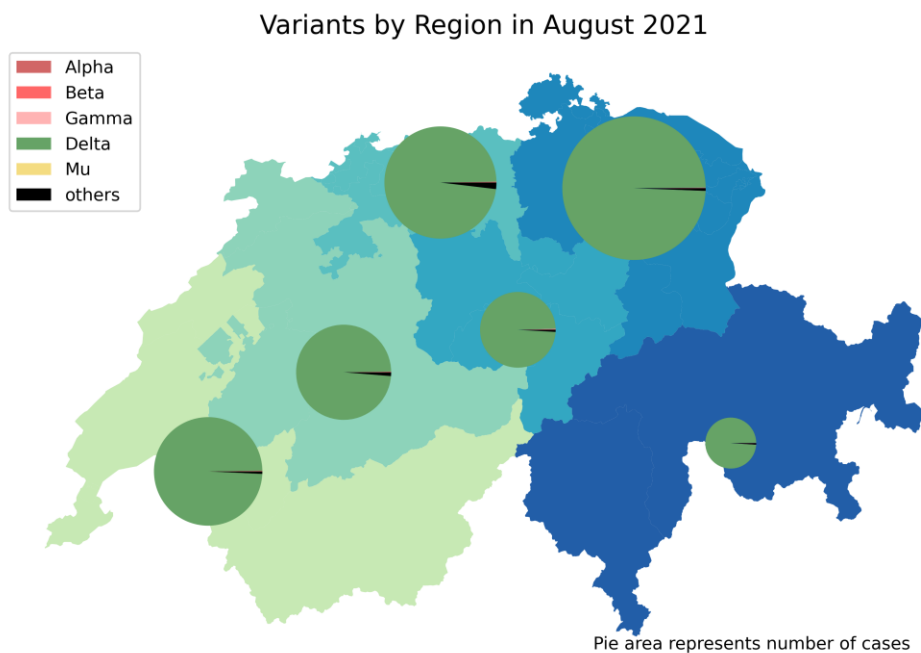 Variants by Region in August 2021
Alpha
Beta
Gamma
Delta
Mu
others
Pie area represents number of cases